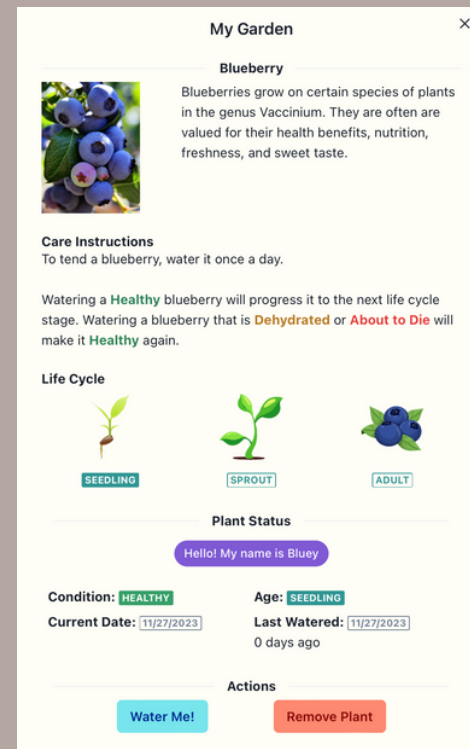 My Garden
×
Blueberry
Blueberries grow on certain species of plants
in the genus Vaccinium. They are often are
valued for their health benefits, nutrition,
freshness, and sweet taste.
Care Instructions
To tend a blueberry, water it once a day.
Watering a Healthy blueberry will progress it to the next life cycle
stage. Watering a blueberry that is Dehydrated or About to Die will
make it Healthy again.
Life Cycle
SEEDLING SPROUT ADULT
Plant Status
Hello! My name is Bluey
Condition: HEALTHY Age: SEEDLING
Current Date: 11/27/2023 Last Watered: 11/27/2023
0 days ago
Actions
Water Me! Remove Plant